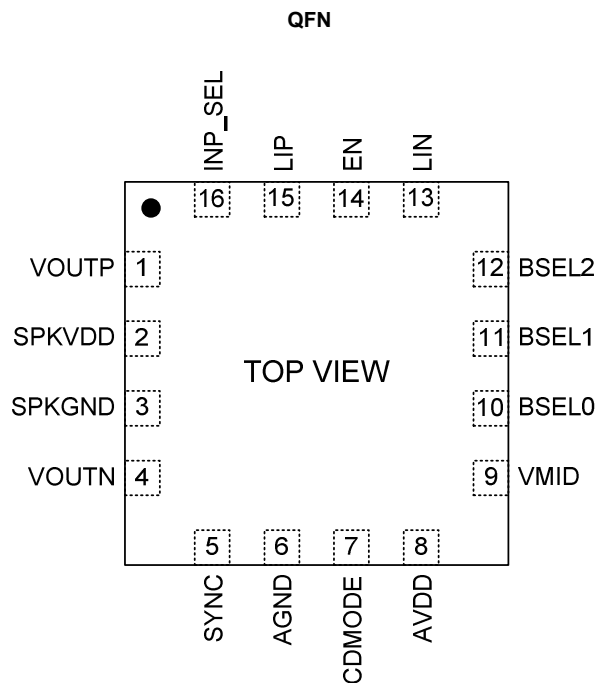 QFN
INP_SEL
LIP
EN
LIN
16
15
14
13
VOUTP 1
12 BSEL2
SPKVDD 2
11 BSEL1
TOP VIEW
SPKGND 3
10 BSEL0
VOUTN 4
9 VMID
5
6
7
8
SYNC
AGND
CDMODE
AVDD